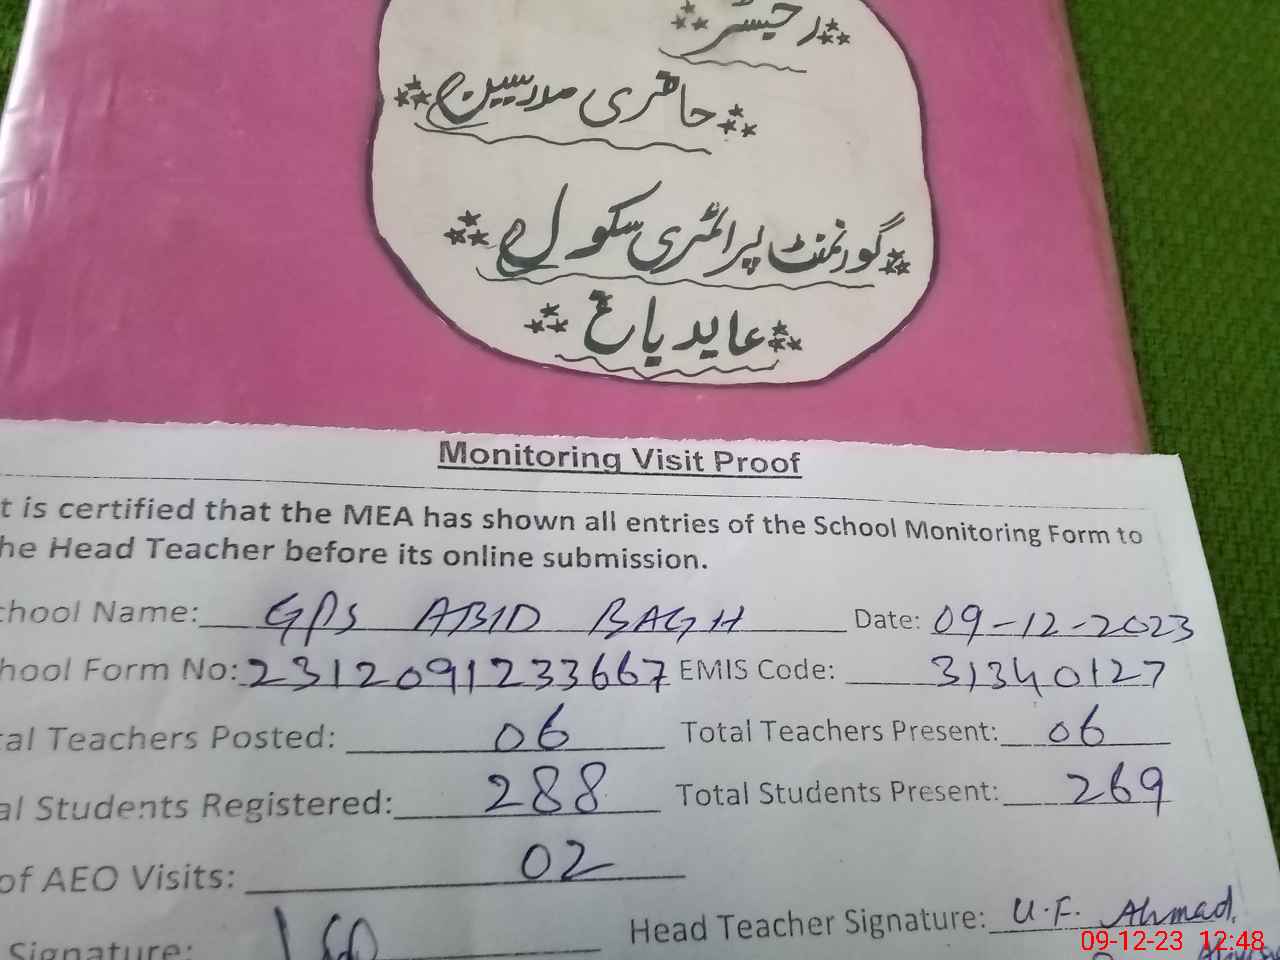 رجسٹر
حاضری مدرسین
گورنمنٹ پرائمری سکول
عابد باغ
Monitoring Visit Proof
t is certified that the MEA has shown all entries of the School Monitoring Form to
he Head Teacher before its online submission.
chool Name: GPS ABID BAGH Date: 09-12-2023
hool Form No: 2312091233667 EMIS Code: 31340127
tal Teachers Posted: 06 Total Teachers Present: 06
al Students Registered: 288 Total Students Present: 269
of AEO Visits: 02
Signature: Head Teacher Signature: U.F. Ahmad.
09-12-23 12:48